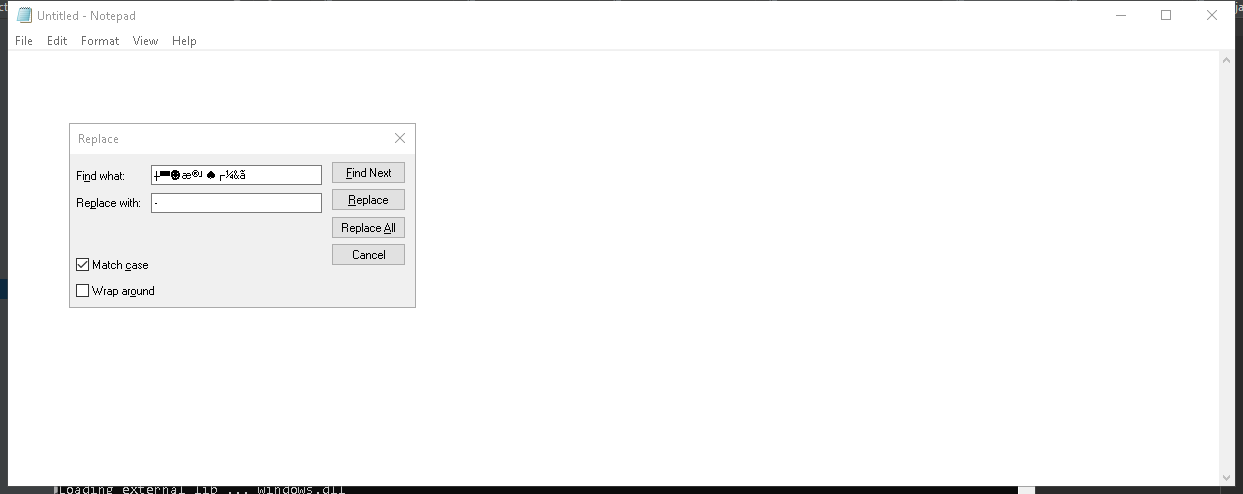 Untitled - Notepad
File Edit Format View Help
Replace
Find what: ┼▀☻æ®┘♠┌¼&ã Find Next
Replace with: - Replace
Replace All
Cancel
Match case
Wrap around
Loading external lib ... windows.dll